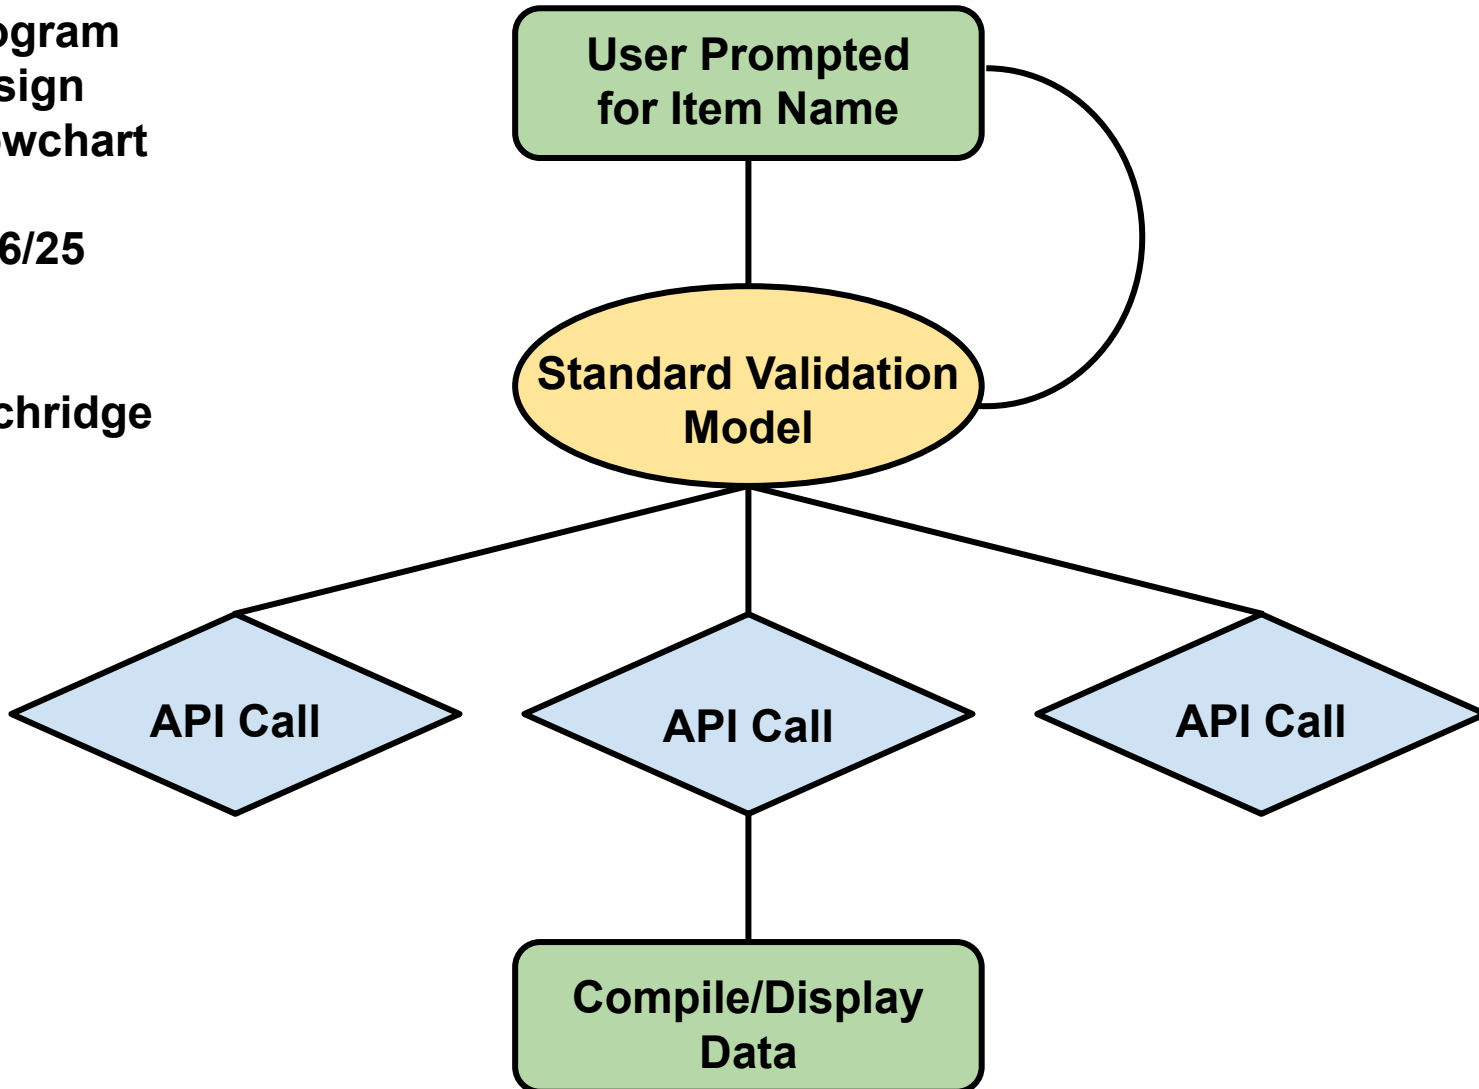 ogram
sign
owchart
6/25
chridge
User Prompted
for Item Name
Standard Validation
Model
API Call
API Call
API Call
Compile/Display
Data